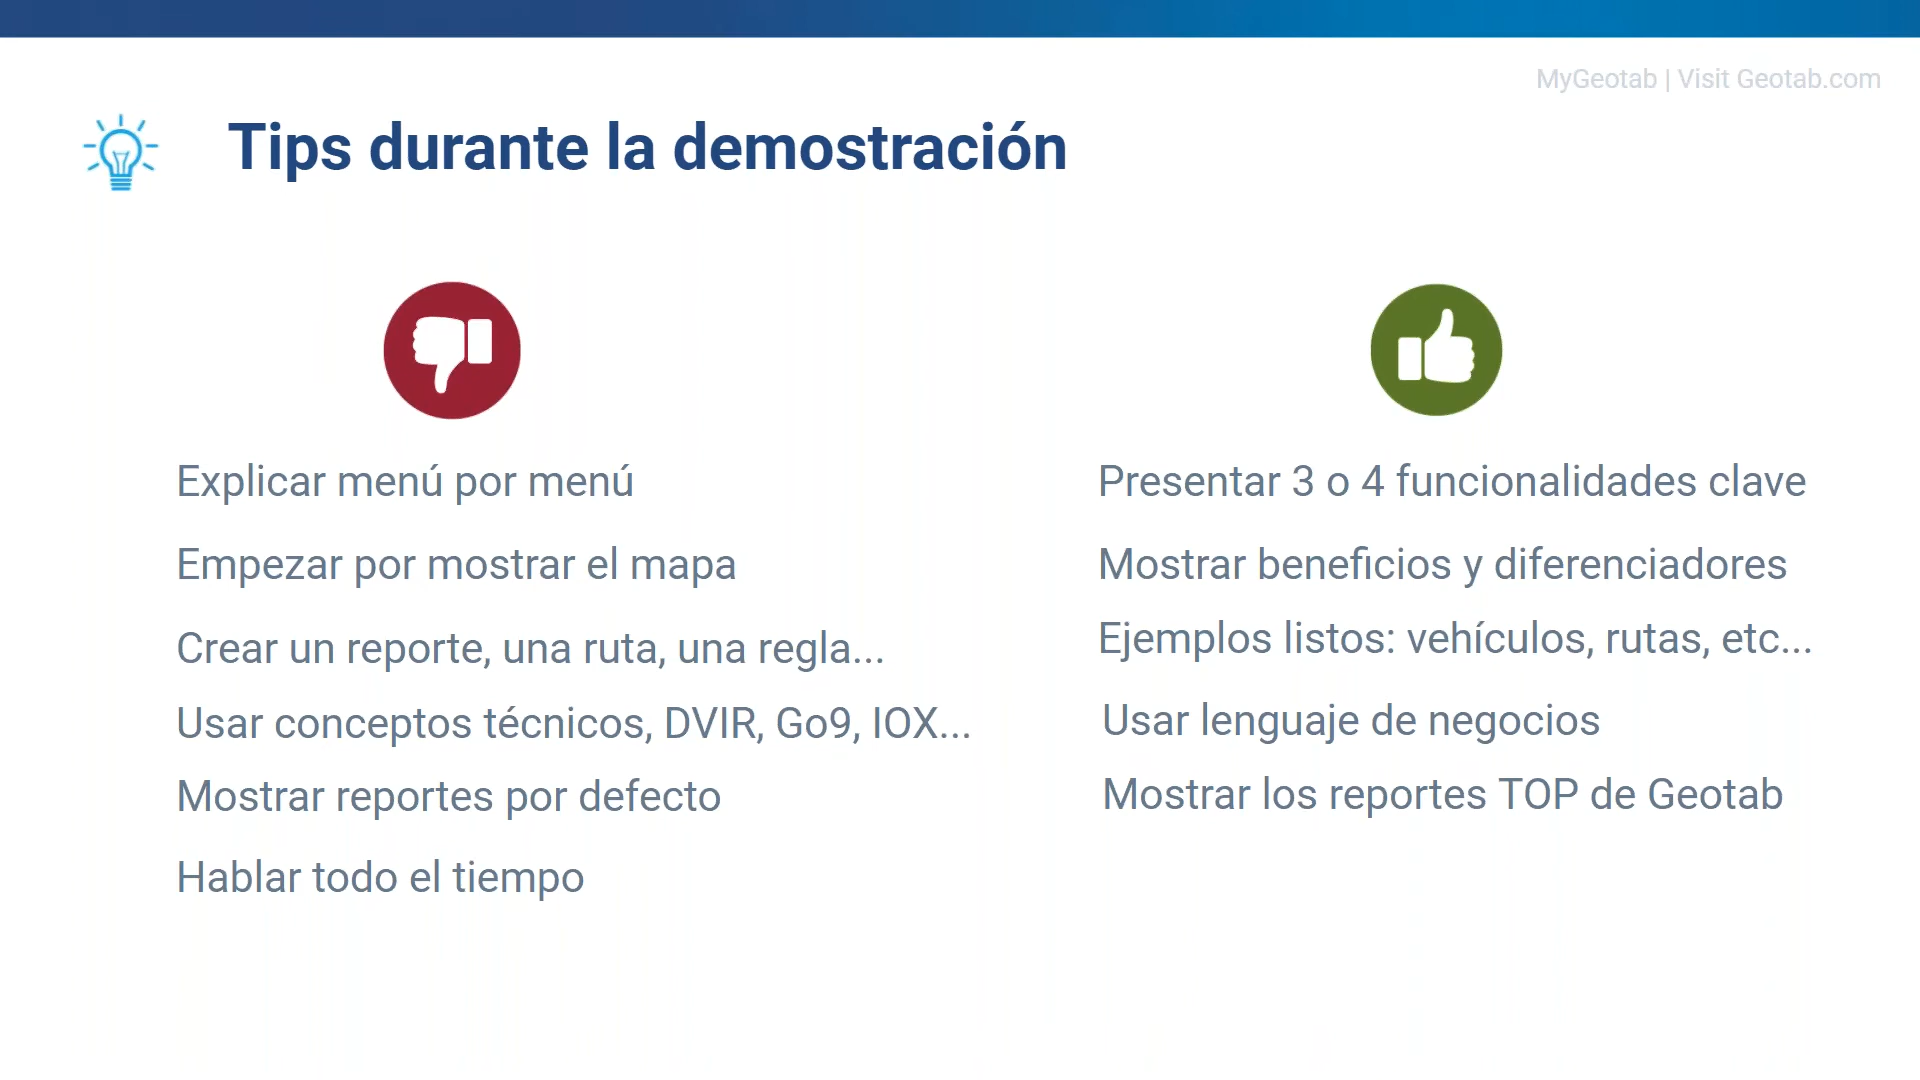 MyGeotab | Visit Geotab.com
Tips durante la demostración
Explicar menú por menú
Empezar por mostrar el mapa
Crear un reporte, una ruta, una regla...
Usar conceptos técnicos, DVIR, Go9, IOX...
Mostrar reportes por defecto
Hablar todo el tiempo
Presentar 3 o 4 funcionalidades clave
Mostrar beneficios y diferenciadores
Ejemplos listos: vehículos, rutas, etc...
Usar lenguaje de negocios
Mostrar los reportes TOP de Geotab